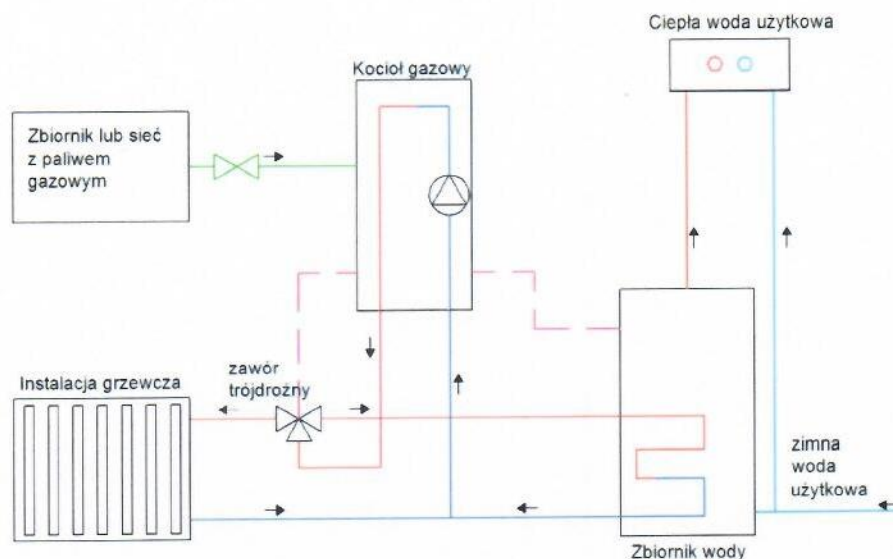 Ciepła woda użytkowa
Kocioł gazowy
Zbiornik lub sieć
z paliwem
gazowym
zawór
trójdrożny
Instalacja grzewcza
zimna
woda
użytkowa
Zbiornik wody